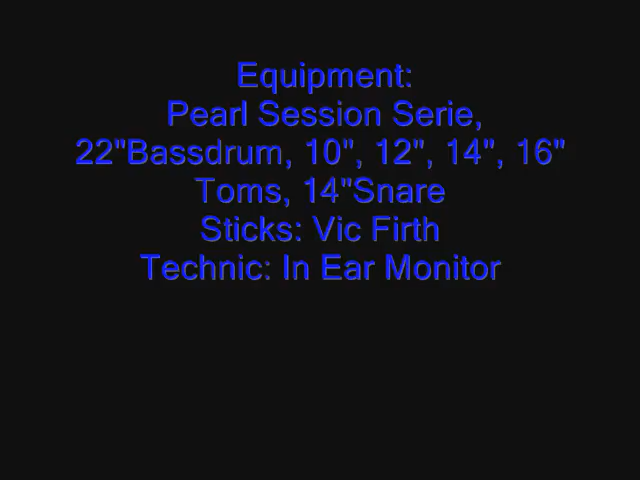 Equipment:
Pearl Session Serie,
22"Bassdrum, 10", 12", 14", 16"
Toms, 14"Snare
Sticks: Vic Firth
Technic: In Ear Monitor